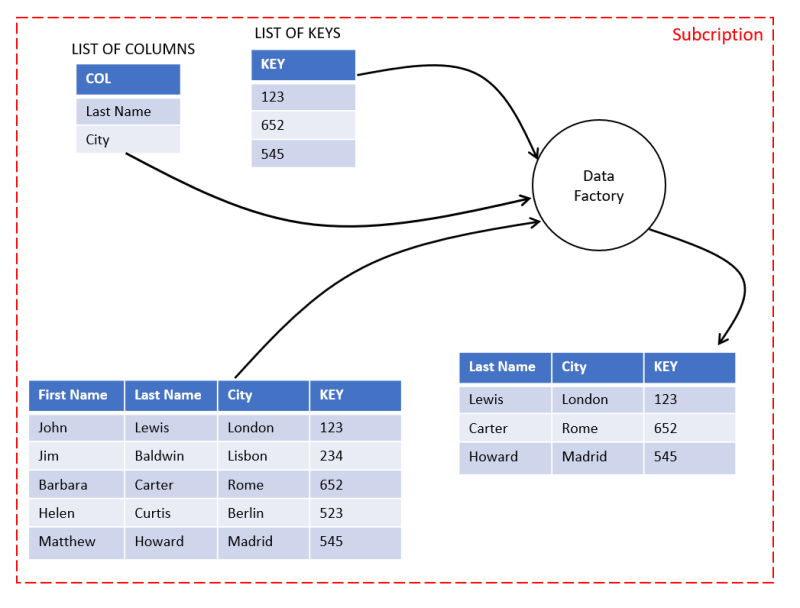 Subcription
LIST OF COLUMNS
COL
Last Name
City
LIST OF KEYS
KEY
123
652
545
Data
Factory
First Name Last Name City KEY
John Lewis London 123
Jim Baldwin Lisbon 234
Barbara Carter Rome 652
Helen Curtis Berlin 523
Matthew Howard Madrid 545
Last Name City KEY
Lewis London 123
Carter Rome 652
Howard Madrid 545